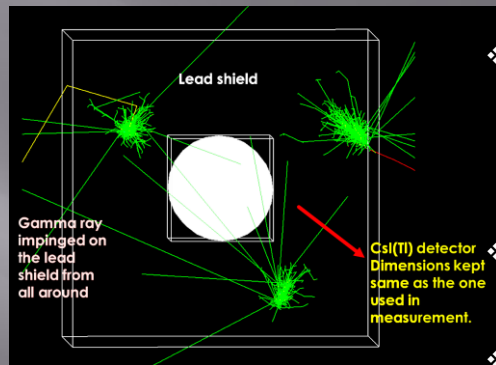 Lead shield
Gamma ray
impinged on
the lead
shield from
all around
CsI(Tl) detector
Dimensions kept
same as the one
used in
measurement.